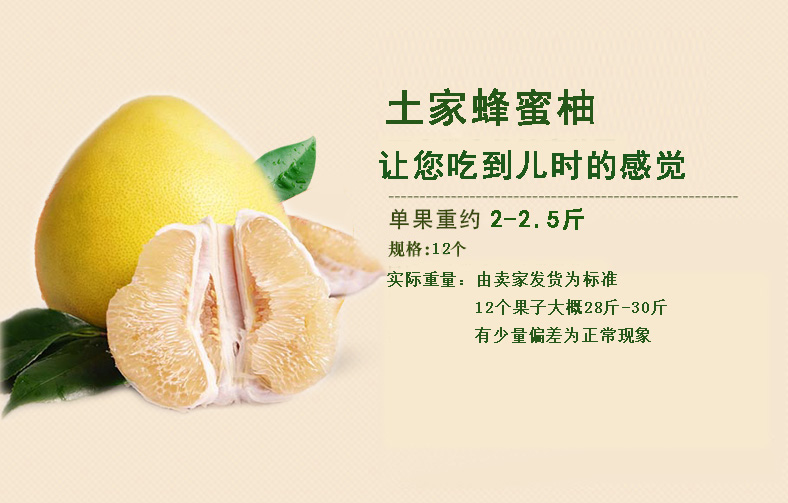 土家蜂蜜柚
让您吃到儿时的感觉
单果重约 2-2.5斤
规格:12个
实际重量：由卖家发货为标准
12个果子大概28斤-30斤
有少量偏差为正常现象